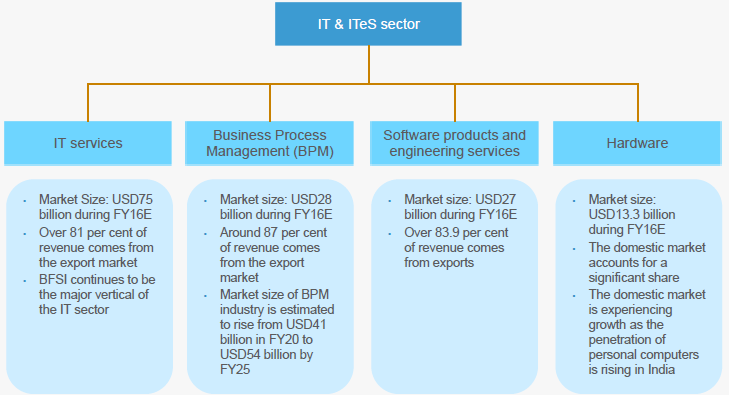 IT & ITeS sector
IT services
Business Process
Management (BPM)
Software products and
engineering services
Hardware
· Market Size: USD75
billion during FY16E
· Over 81 per cent of
revenue comes from
the export market
· BFSI continues to be
the major vertical of
the IT sector
· Market size: USD28
billion during FY16E
· Around 87 per cent
of revenue comes
from the export
market
· Market size of BPM
industry is estimated
to rise from USD41
billion in FY20 to
USD54 billion by
FY25
· Market size: USD27
billion during FY16E
· Over 83.9 per cent
of revenue comes
from exports
· Market size:
USD13.3 billion
during FY16E
· The domestic market
accounts for a
significant share
· The domestic market
is experiencing
growth as the
penetration of
personal computers
is rising in India